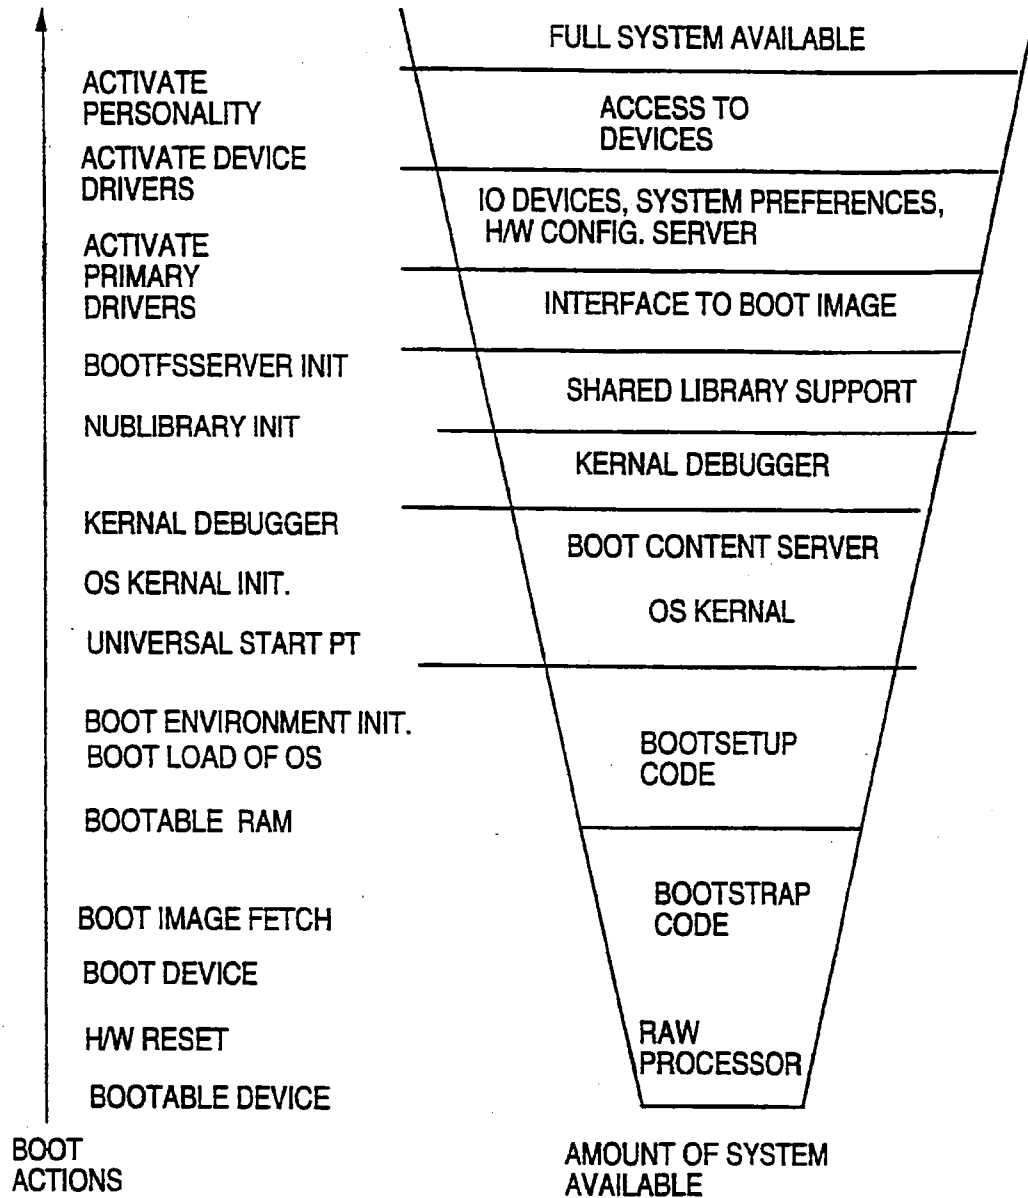 FULL SYSTEM AVAILABLE
ACTIVATE
PERSONALITY
ACCESS TO
DEVICES
ACTIVATE DEVICE
DRIVERS
IO DEVICES, SYSTEM PREFERENCES,
H/W CONFIG. SERVER
ACTIVATE
PRIMARY
DRIVERS
INTERFACE TO BOOT IMAGE
BOOTFSSERVER INIT
SHARED LIBRARY SUPPORT
NUBLIBRARY INIT
KERNAL DEBUGGER
KERNAL DEBUGGER
BOOT CONTENT SERVER
OS KERNAL INIT.
OS KERNAL
UNIVERSAL START PT
BOOT ENVIRONMENT INIT.
BOOT LOAD OF OS
BOOTSETUP
CODE
BOOTABLE RAM
BOOTSTRAP
CODE
BOOT IMAGE FETCH
BOOT DEVICE
H/W RESET
RAW
PROCESSOR
BOOTABLE DEVICE
BOOT
ACTIONS
AMOUNT OF SYSTEM
AVAILABLE